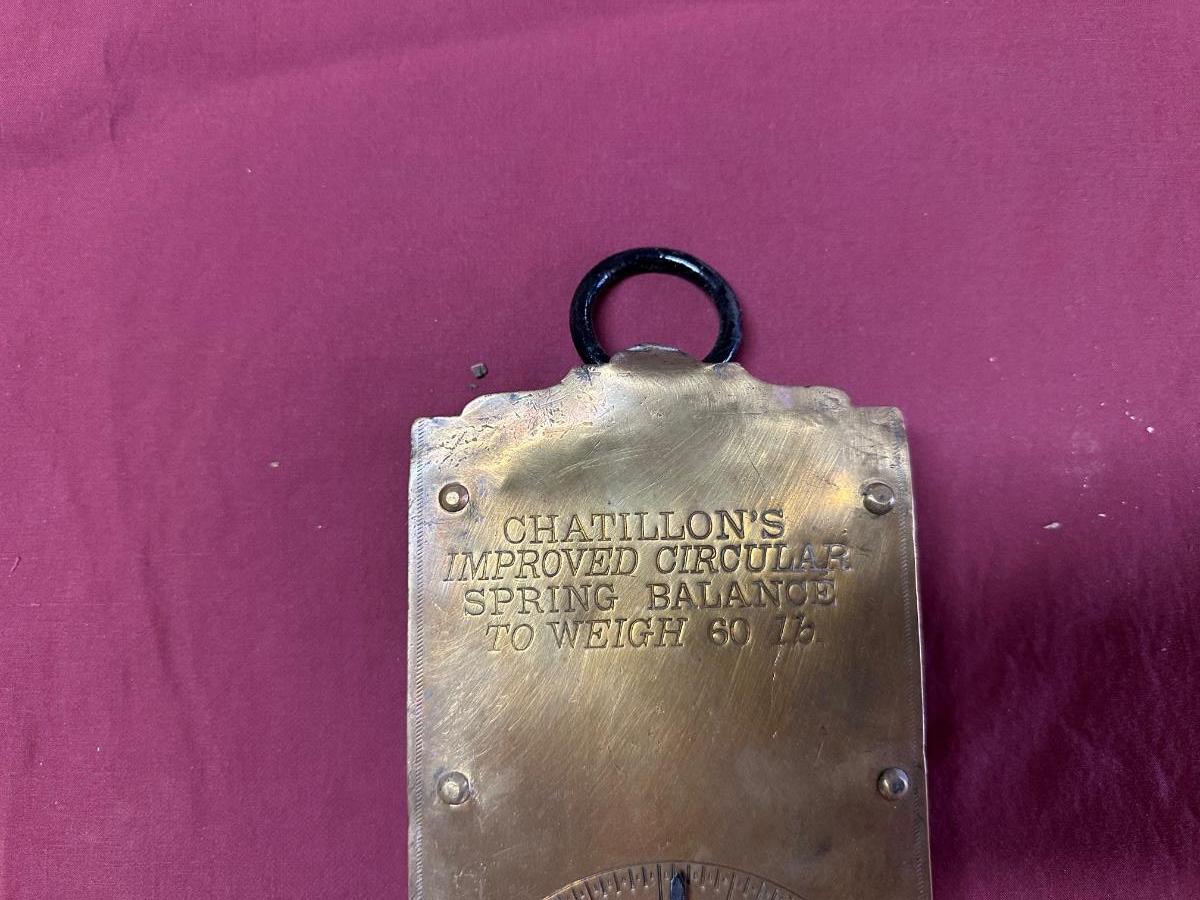 CHATILLON'S
IMPROVED CIRCULAR
SPRING BALANCE
TO WEIGH 60 lb.